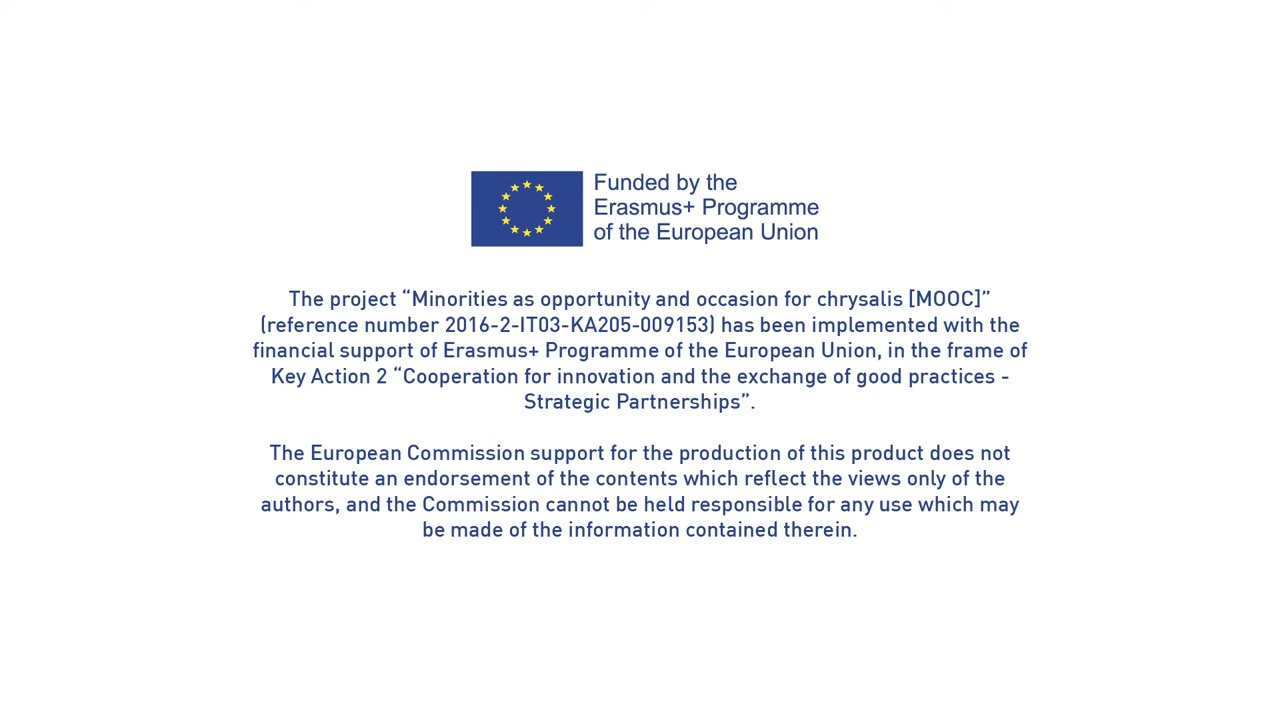 Funded by the
Erasmus+ Programme
of the European Union
The project “Minorities as opportunity and occasion for chrysalis [MOOC]”
(reference number 2016-2-IT03-KA205-009153) has been implemented with the
financial support of Erasmus+ Programme of the European Union, in the frame of
Key Action 2 “Cooperation for innovation and the exchange of good practices -
Strategic Partnerships”.
The European Commission support for the production of this product does not
constitute an endorsement of the contents which reflect the views only of the
authors, and the Commission cannot be held responsible for any use which may
be made of the information contained therein.